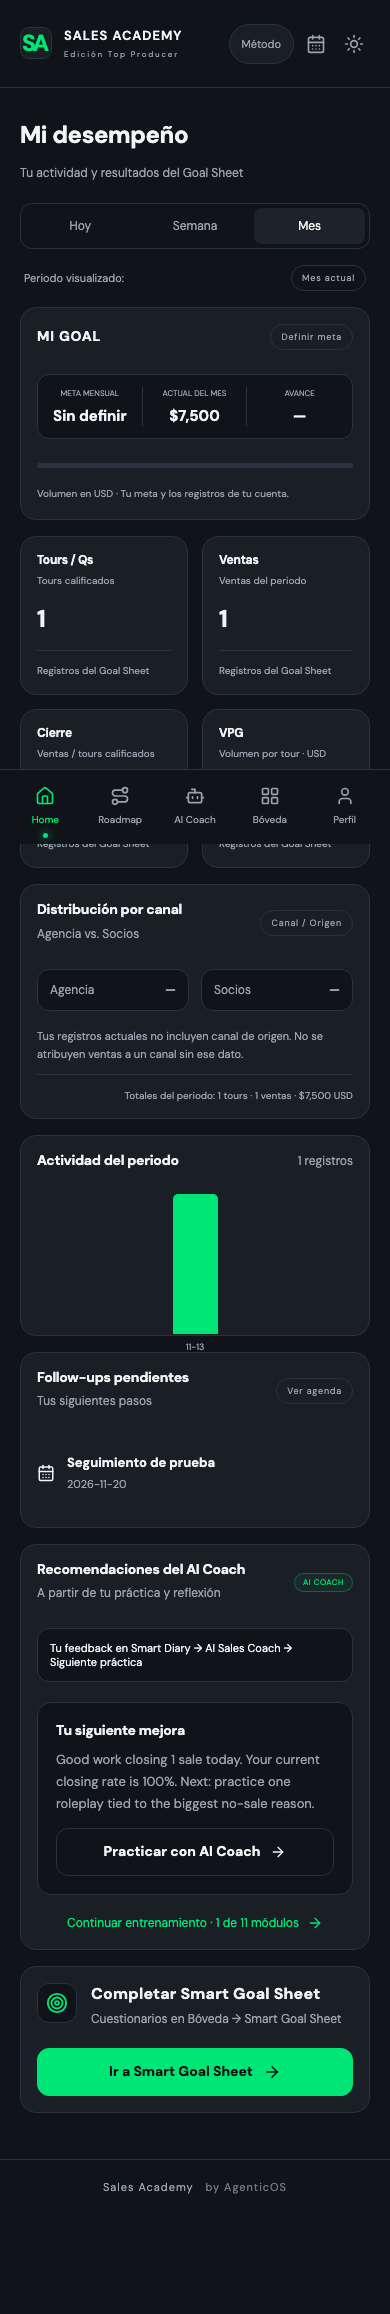 SA
SALES ACADEMY
Edición Top Producer
Método
Mi desempeño
Tu actividad y resultados del Goal Sheet
Hoy
Semana
Mes
Periodo visualizado:
Mes actual
MI GOAL
Definir meta
META MENSUAL
ACTUAL DEL MES
AVANCE
Sin definir
$7,500
—
Volumen en USD · Tu meta y los registros de tu cuenta.
Tours / Qs
Tours calificados
1
Registros del Goal Sheet
Ventas
Ventas del periodo
1
Registros del Goal Sheet
Cierre
Ventas / tours calificados
VPG
Volumen por tour · USD
Home
Roadmap
AI Coach
Bóveda
Perfil
Registros del Goal Sheet
Registros del Goal Sheet
Distribución por canal
Agencia vs. Socios
Canal / Origen
Agencia —
Socios —
Tus registros actuales no incluyen canal de origen. No se
atribuyen ventas a un canal sin ese dato.
Totales del periodo: 1 tours · 1 ventas · $7,500 USD
Actividad del periodo
1 registros
11-13
Follow-ups pendientes
Tus siguientes pasos
Ver agenda
Seguimiento de prueba
2026-11-20
Recomendaciones del AI Coach
A partir de tu práctica y reflexión
AI COACH
Tu feedback en Smart Diary → AI Sales Coach →
Siguiente práctica
Tu siguiente mejora
Good work closing 1 sale today. Your current
closing rate is 100%. Next: practice one
roleplay tied to the biggest no-sale reason.
Practicar con AI Coach →
Continuar entrenamiento · 1 de 11 módulos →
Completar Smart Goal Sheet
Cuestionarios en Bóveda → Smart Goal Sheet
Ir a Smart Goal Sheet →
Sales Academy by AgenticOS